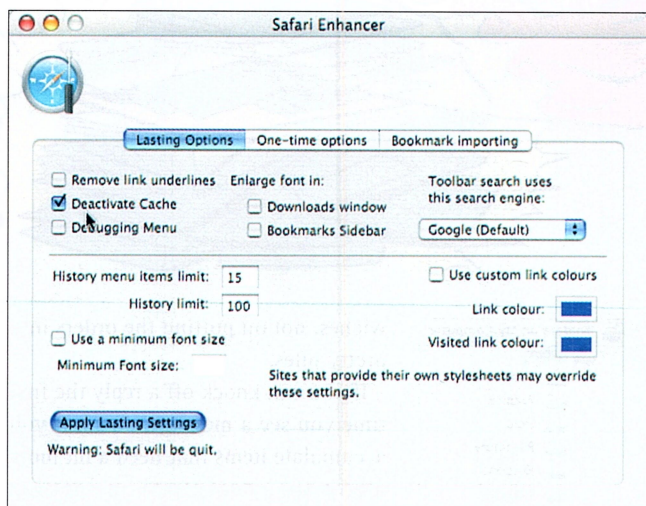 Safari Enhancer
Lasting Options
One-time options
Bookmark importing
Remove link underlines
Deactivate Cache
Debugging Menu
Enlarge font in:
Downloads window
Bookmarks Sidebar
Toolbar search uses
this search engine:
Google (Default)
History menu items limit: 15
History limit: 100
Use a minimum font size
Minimum Font size:
Use custom link colours
Link colour:
Visited link colour:
Sites that provide their own stylesheets may override
these settings.
Apply Lasting Settings
Warning: Safari will be quit.